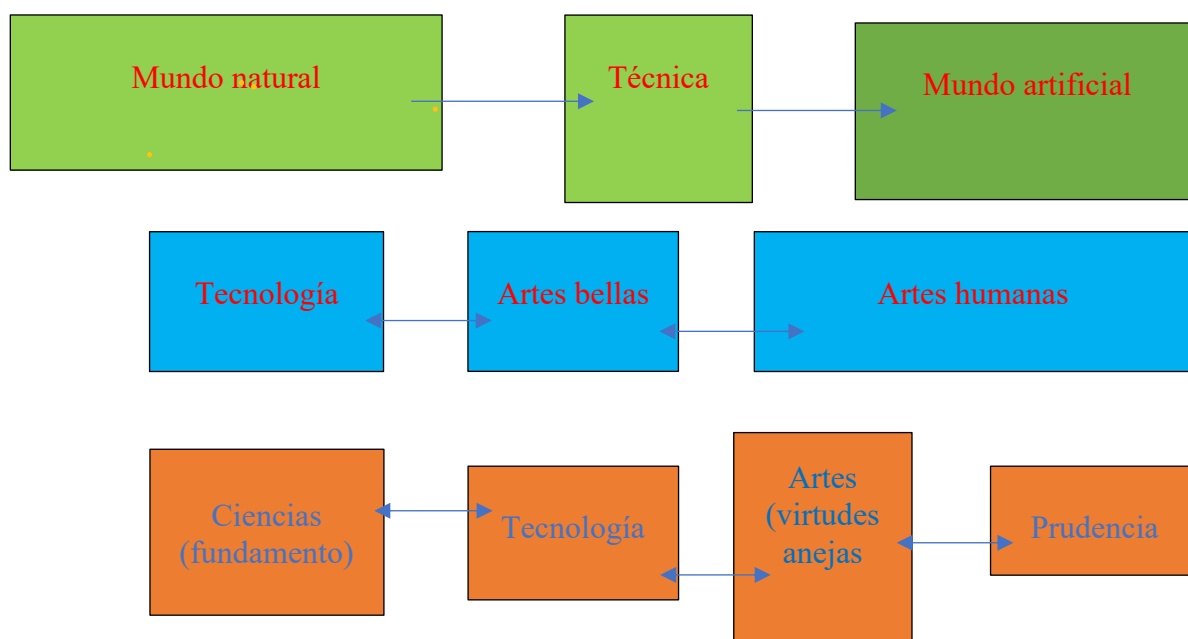 Mundo natural
Técnica
Mundo artificial
Tecnología
Artes bellas
Artes humanas
Ciencias
(fundamento)
Tecnología
Artes
(virtudes
anejas
Prudencia